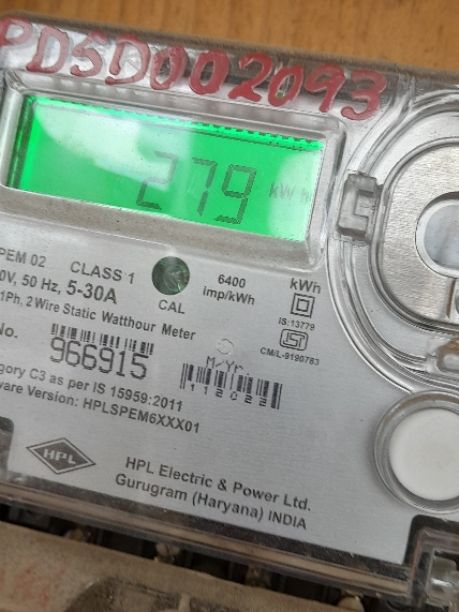 PDSD002093
279 kWh
PEM 02 CLASS 1 6400 imp/kWh kWh
0V, 50 Hz, 5-30A CAL
1Ph, 2 Wire Static Watthour Meter
IS:13779
CM/L-9190783
No. 966915
M/Yr.
112022
gory C3 as per IS 15959:2011
ware Version: HPLSPEM6XXX01
HPL
HPL Electric & Power Ltd.
Gurugram (Haryana) INDIA